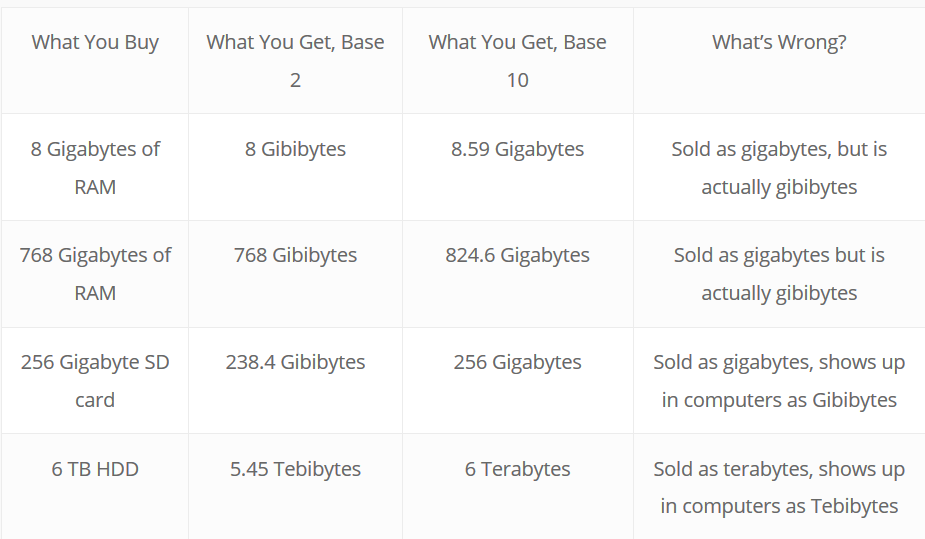 What You Buy
What You Get, Base
2
What You Get, Base
10
What’s Wrong?
8 Gigabytes of
RAM
8 Gibibytes
8.59 Gigabytes
Sold as gigabytes, but is
actually gibibytes
768 Gigabytes of
RAM
768 Gibibytes
824.6 Gigabytes
Sold as gigabytes but is
actually gibibytes
256 Gigabyte SD
card
238.4 Gibibytes
256 Gigabytes
Sold as gigabytes, shows up
in computers as Gibibytes
6 TB HDD
5.45 Tebibytes
6 Terabytes
Sold as terabytes, shows up
in computers as Tebibytes